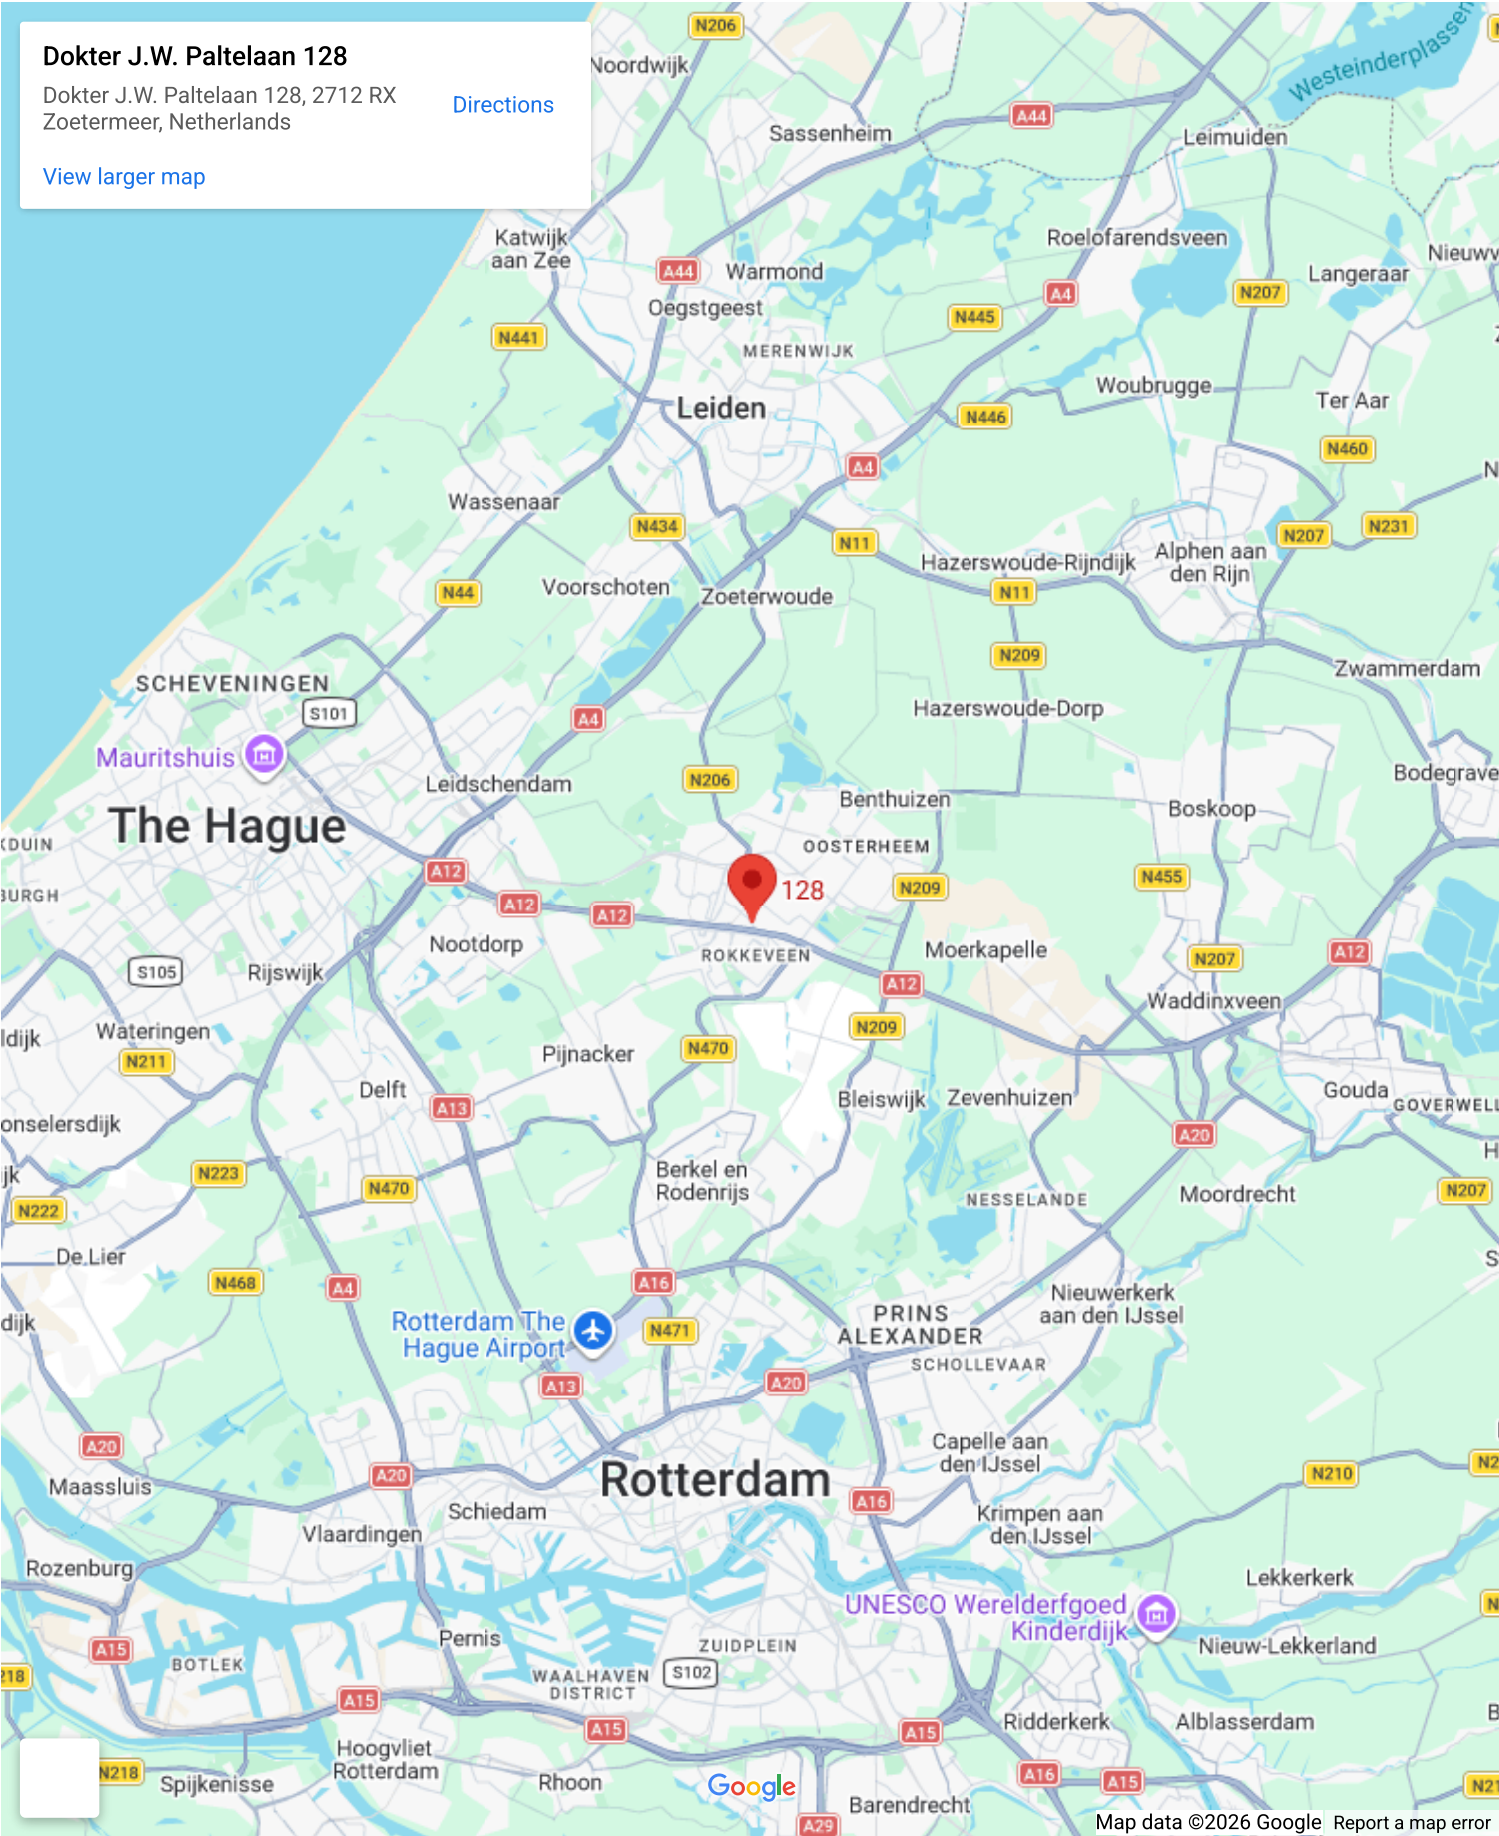 Dokter J.W. Paltelaan 128
Dokter J.W. Paltelaan 128, 2712 RX
Zoetermeer, Netherlands
Directions
View larger map
N206
Noordwijk
Westeinderplassen
Sassenheim
A44
Leimuiden
Katwijk
aan Zee
A44
Warmond
Roelofarendsveen
Langeraar
Oegstgeest
A4
N207
N441
N445
MERENWIJK
Leiden
Woubrugge
Ter Aar
N446
N460
A4
Wassenaar
N434
N11
N207
N231
Hazerswoude-Rijndijk
Alphen aan
den Rijn
N44
Voorschoten
Zoeterwoude
N11
N209
Zwammerdam
SCHEVENINGEN
S101
A4
Hazerswoude-Dorp
Mauritshuis
Leidschendam
N206
Benthuizen
Boskoop
The Hague
OOSTERHEEM
A12
A12
A12
128
N209
N455
Nootdorp
ROKKEVEEN
Moerkapelle
A12
S105
Rijswijk
A12
N207
Waddinxveen
Wateringen
N211
Pijnacker
N470
N209
Delft
A13
Bleiswijk
Zevenhuizen
Gouda
A20
N223
N470
Berkel en
Rodenrijs
NESSELANDE
Moordrecht
N207
N222
De Lier
N468
A4
A16
Nieuwerkerk
aan den IJssel
Rotterdam The
Hague Airport
N471
PRINS
ALEXANDER
SCHOLLEVAAR
A13
A20
A20
Maassluis
A20
Rotterdam
Capelle aan
den IJssel
N210
Schiedam
A16
Krimpen aan
den IJssel
Vlaardingen
Rozenburg
Lekkerkerk
UNESCO Werelderfgoed
Kinderdijk
A15
Pernis
ZUIDPLEIN
Nieuw-Lekkerland
BOTLEK
WAALHAVEN
DISTRICT
S102
A15
A15
A15
Ridderkerk
Alblasserdam
Hoogvliet
Rotterdam
N218
Spijkenisse
Rhoon
Google
A16
A15
Barendrecht
A29
Map data ©2026 Google
Report a map error